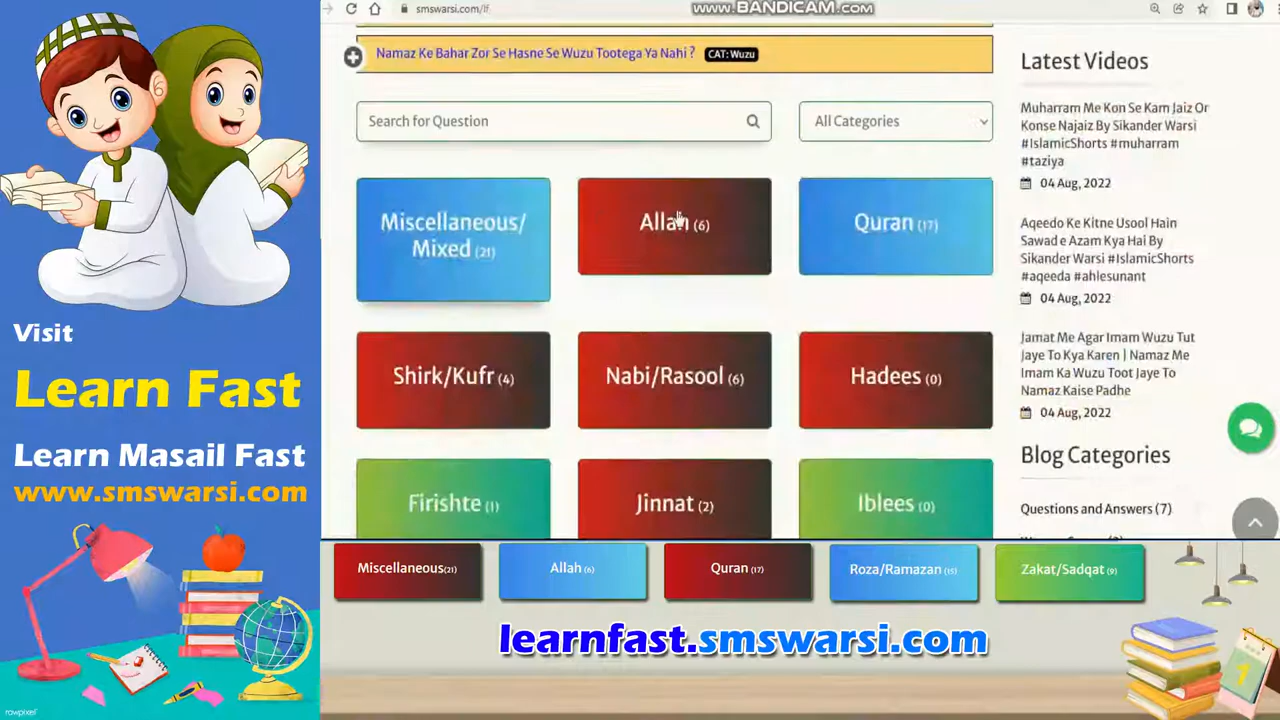 smswarsi.com/lf
WWW.BANDICAM.COM
Namaz Ke Bahar Zor Se Hasne Se Wuzu Tootega Ya Nahi ? CAT: Wuzu
Search for Question
All Categories
Miscellaneous/
Mixed (21)
Allah (6)
Quran (17)
Shirk/Kufr (4)
Nabi/Rasool (6)
Hadees (0)
Firishte (1)
Jinnat (2)
Iblees (0)
Latest Videos
Muharram Me Kon Se Kam Jaiz Or
Konse Najaiz By Sikander Warsi
#IslamicShorts #muharram
#taziya
04 Aug, 2022
Aqeedo Ke Kitne Usool Hain
Sawad e Azam Kya Hai By
Sikander Warsi #IslamicShorts
#aqeeda #ahlesunant
04 Aug, 2022
Jamat Me Agar Imam Wuzu Tut
Jaye To Kya Karen | Namaz Me
Imam Ka Wuzu Toot Jaye To
Namaz Kaise Padhe
04 Aug, 2022
Blog Categories
Questions and Answers (7)
Visit
Learn Fast
Learn Masail Fast
www.smswarsi.com
rawpixel
Miscellaneous(21)
Allah (6)
Quran (17)
Roza/Ramazan (15)
Zakat/Sadqat (9)
learnfast.smswarsi.com
1